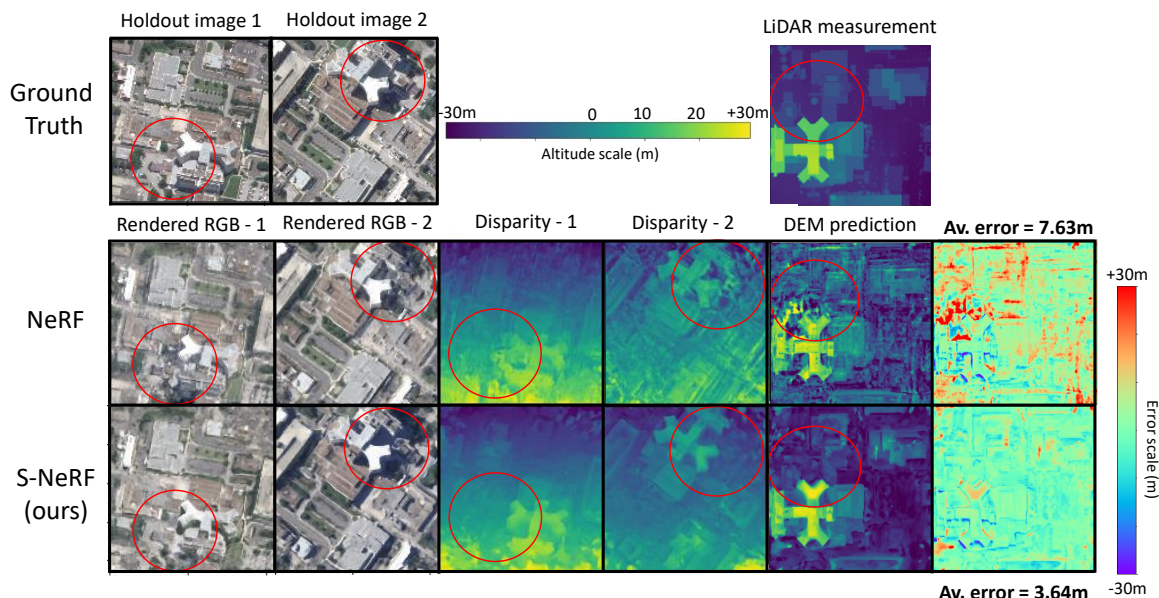 Holdout image 1
Holdout image 2
LiDAR measurement
Ground
Truth
-30m
0
10
20
+30m
Altitude scale (m)
Rendered RGB - 1
Rendered RGB - 2
Disparity - 1
Disparity - 2
DEM prediction
Av. error = 7.63m
NeRF
+30m
Error scale (m)
-30m
S-NeRF
(ours)
Av. error = 3.64m